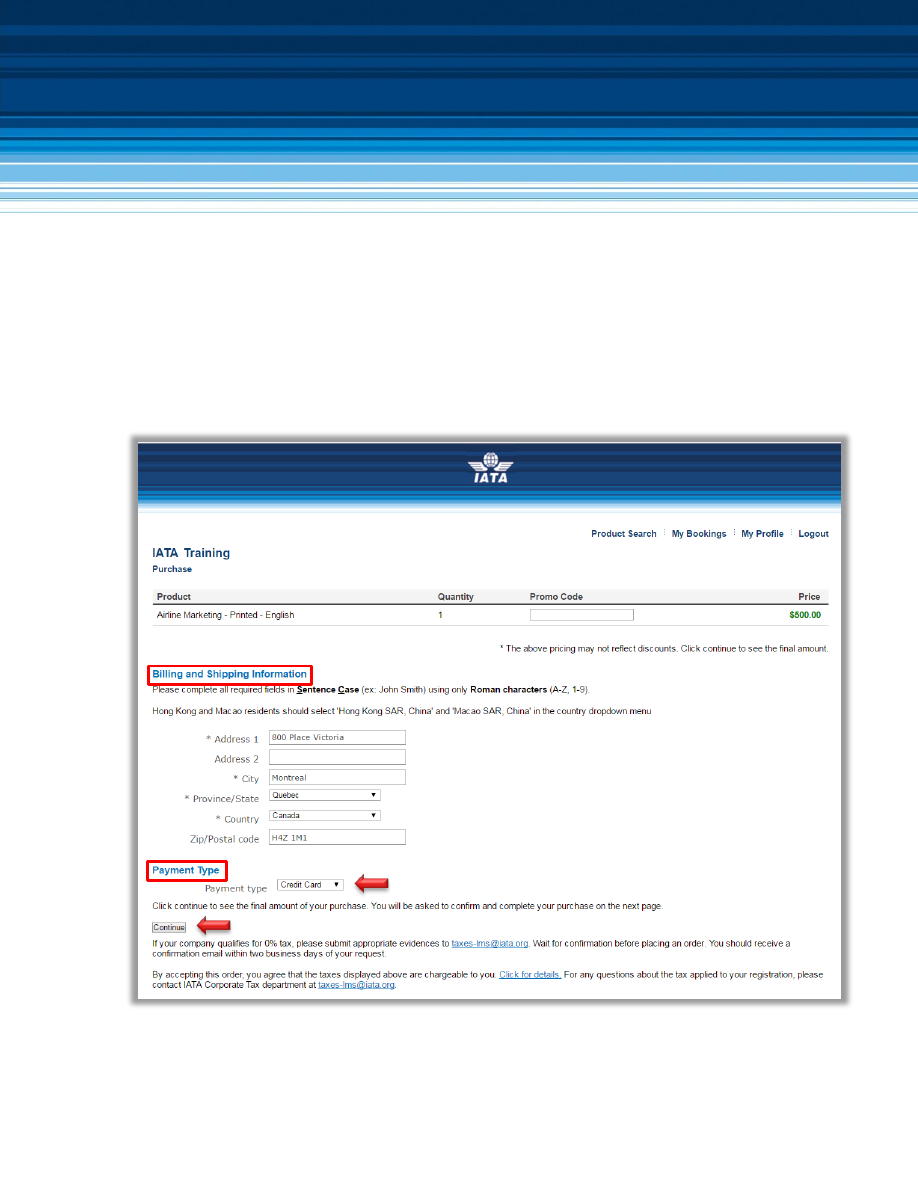 IATA
Product Search My Bookings My Profile Logout
IATA Training
Purchase
Product Quantity Promo Code Price
Airline Marketing - Printed - English 1 $500.00
* The above pricing may not reflect discounts. Click continue to see the final amount.
Billing and Shipping Information
Please complete all required fields in Sentence Case (ex: John Smith) using only Roman characters (A-Z, 1-9).
Hong Kong and Macao residents should select 'Hong Kong SAR, China' and 'Macao SAR, China' in the country dropdown menu
* Address 1 800 Place Victoria
Address 2
* City Montreal
* Province/State Quebec
* Country Canada
Zip/Postal code H4Z 1M1
Payment Type
Payment type Credit Card
Click continue to see the final amount of your purchase. You will be asked to confirm and complete your purchase on the next page.
Continue
If your company qualifies for 0% tax, please submit appropriate evidences to taxes-lms@iata.org. Wait for confirmation before placing an order. You should receive a
confirmation email within two business days of your request.
By accepting this order, you agree that the taxes displayed above are chargeable to you. Click for details. For any questions about the tax applied to your registration, please
contact IATA Corporate Tax department at taxes-lms@iata.org.